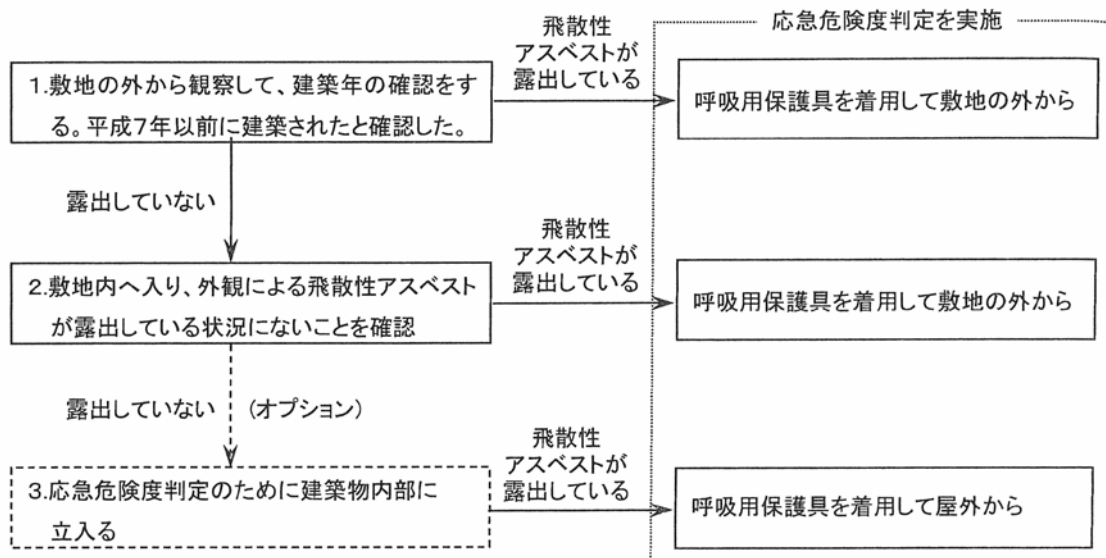 応急危険度判定を実施
飛散性
アスベストが
露出している
1.敷地の外から観察して、建築年の確認をす
る。平成7年以前に建築されたと確認した。
呼吸用保護具を着用して敷地の外から
露出していない
飛散性
アスベストが
露出している
2.敷地内へ入り、外観による飛散性アスベスト
が露出している状況にないことを確認
呼吸用保護具を着用して敷地の外から
露出していない (オプション)
飛散性
アスベストが
露出している
3.応急危険度判定のために建築物内部に
立入る
呼吸用保護具を着用して屋外から